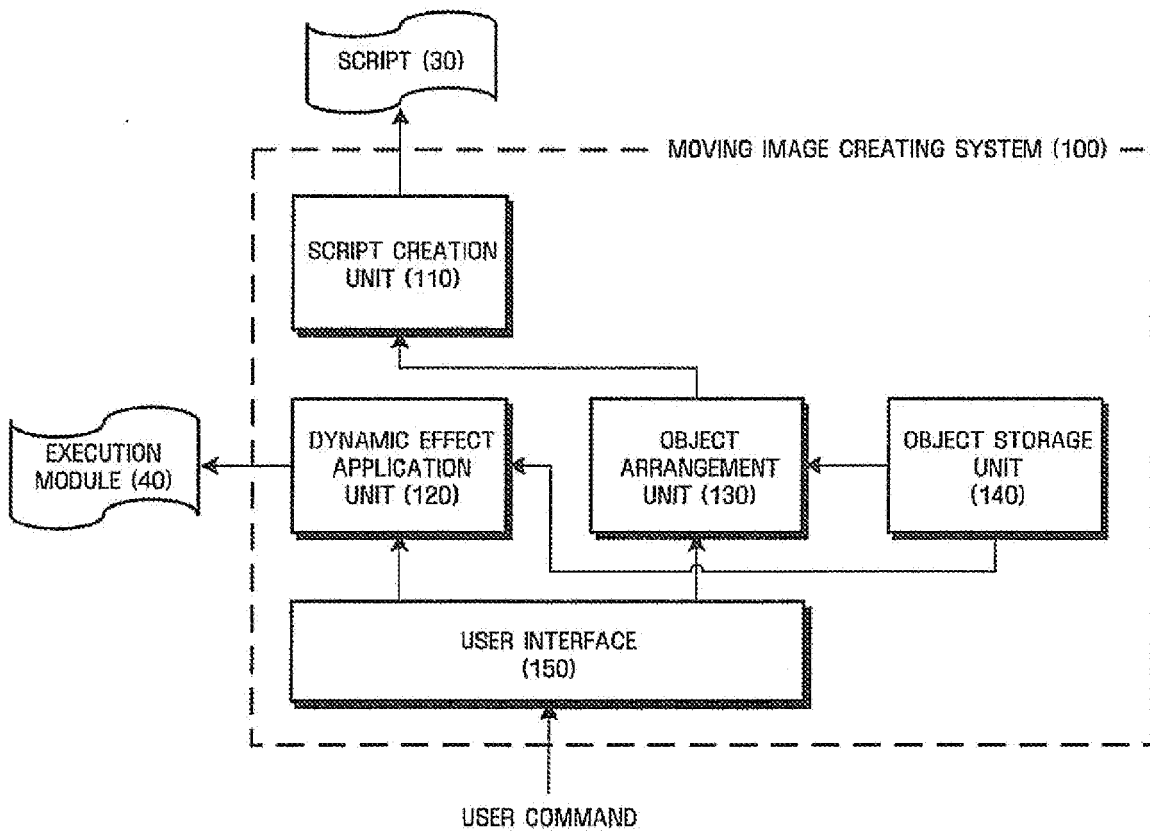 SCRIPT (30)
MOVING IMAGE CREATING SYSTEM (100)
SCRIPT CREATION
UNIT (110)
EXECUTION
MODULE (40)
DYNAMIC EFFECT
APPLICATION
UNIT (120)
OBJECT
ARRANGEMENT
UNIT (130)
OBJECT STORAGE
UNIT
(140)
USER INTERFACE
(150)
USER COMMAND